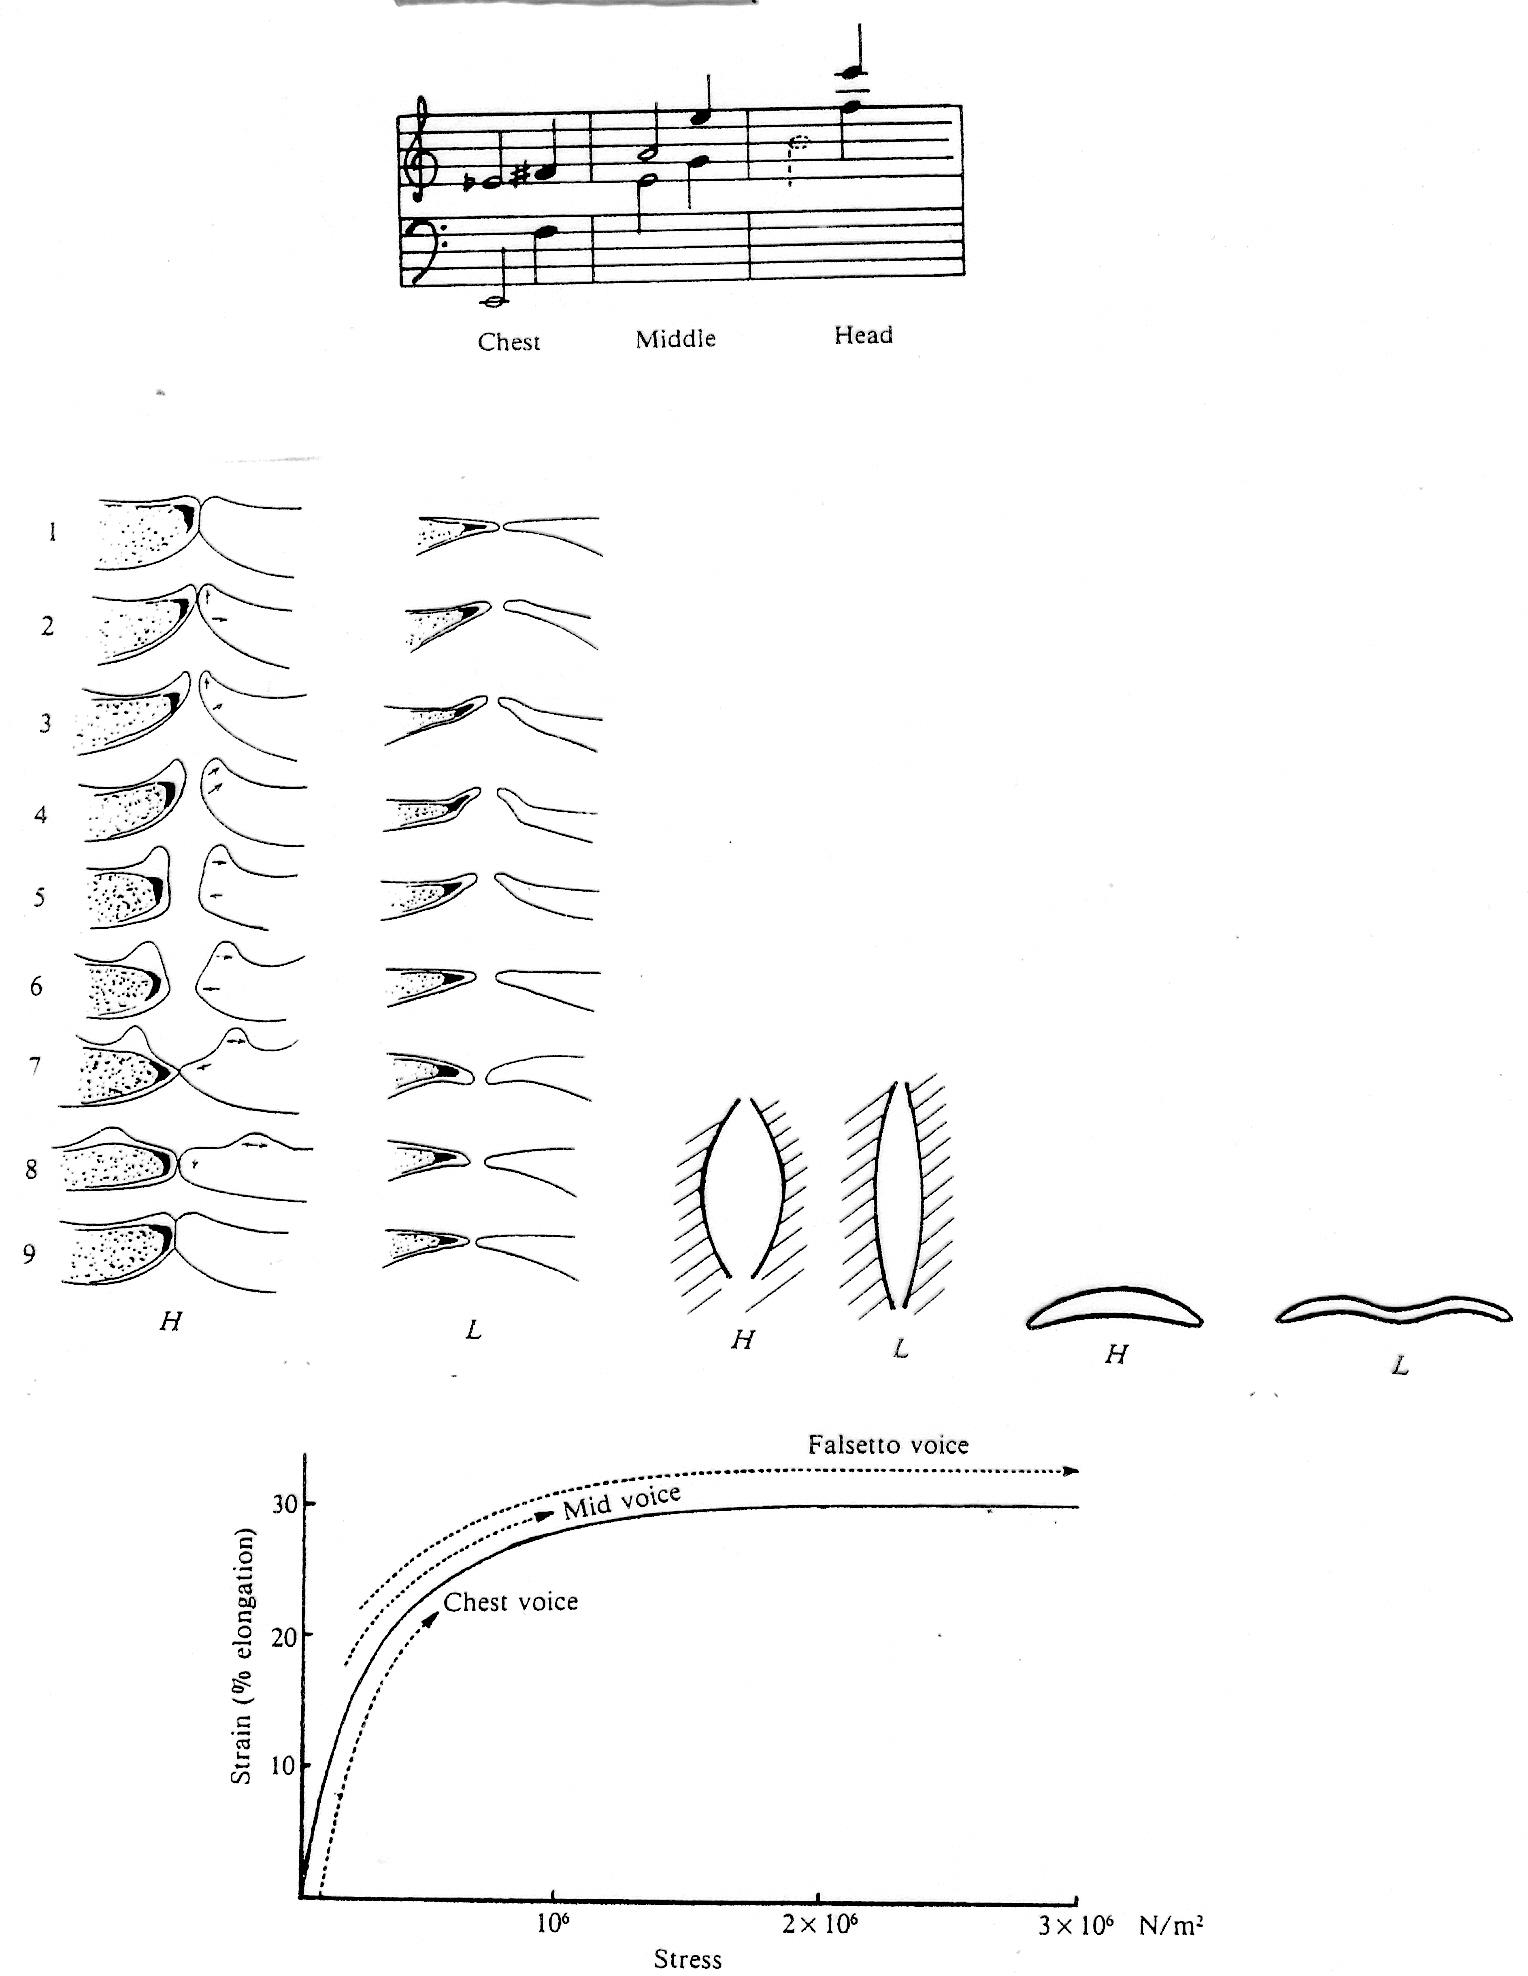 Chest Middle Head
1
2
3
4
5
6
7
8
9
H L H L H L
Falsetto voice
Mid voice
Chest voice
Strain (% elongation)
30
20
10
10⁶ 2 × 10⁶ 3 × 10⁶ N/m²
Stress